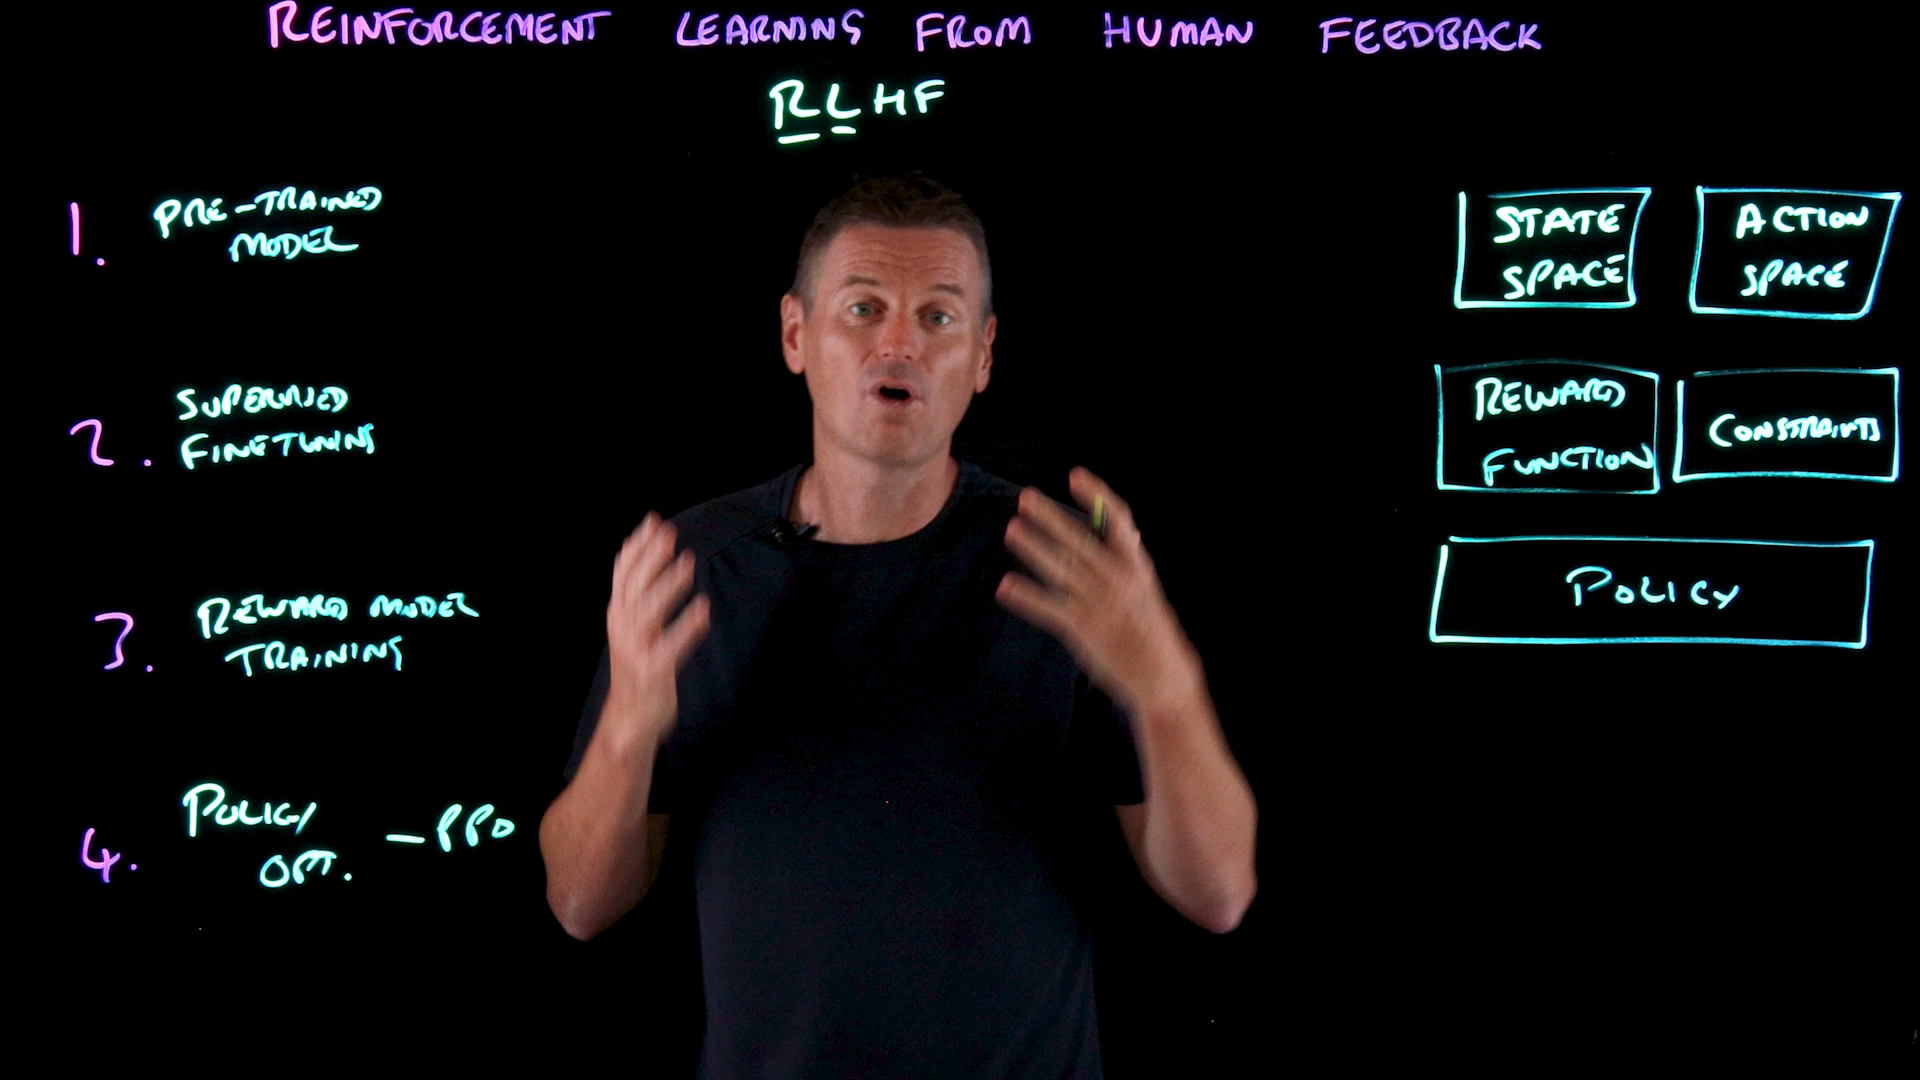 REINFORCEMENT LEARNING FROM HUMAN FEEDBACK
RLHF
1. PRE-TRAINED
MODEL
2. SUPERVISED
FINETUNING
3. REWARD MODEL
TRAINING
4. POLICY
OPT. – PPO
STATE
SPACE
ACTION
SPACE
REWARD
FUNCTION
CONSTRAINTS
POLICY